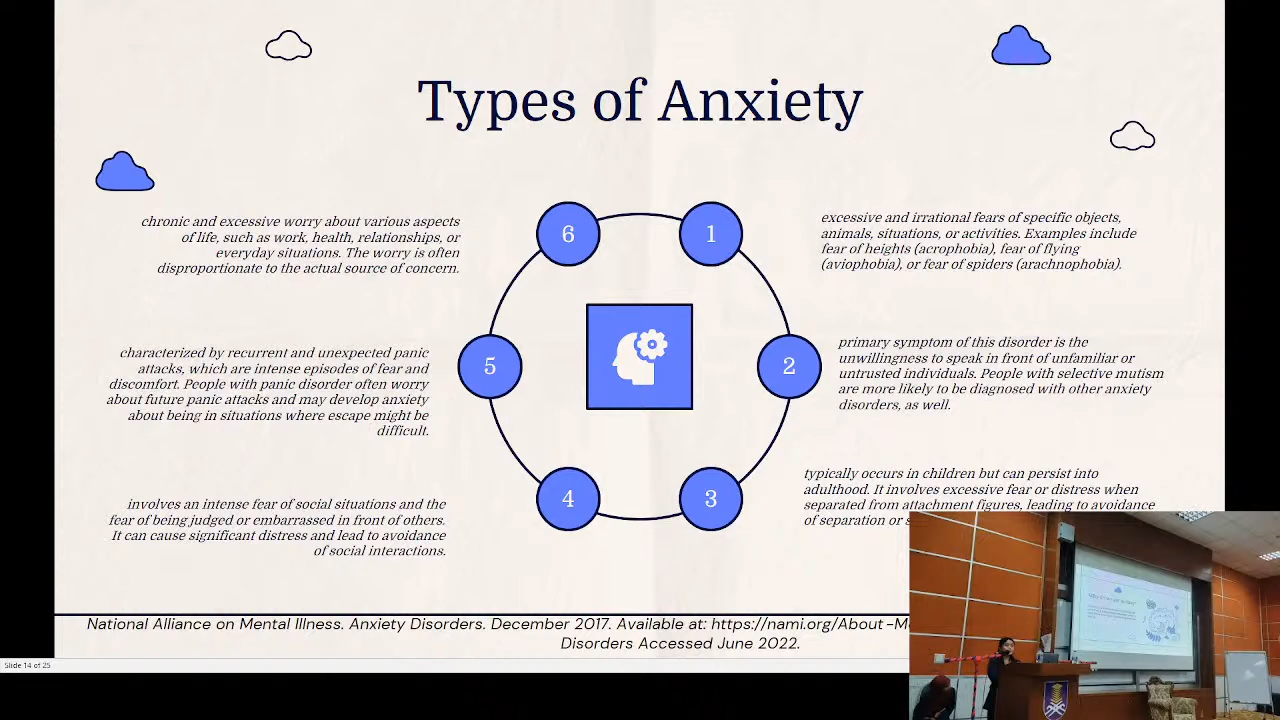 Types of Anxiety
6
1
chronic and excessive worry about various aspects
of life, such as work, health, relationships, or
everyday situations. The worry is often
disproportionate to the actual source of concern.
excessive and irrational fears of specific objects,
animals, situations, or activities. Examples include
fear of heights (acrophobia), fear of flying
(aviophobia), or fear of spiders (arachnophobia).
5
2
characterized by recurrent and unexpected panic
attacks, which are intense episodes of fear and
discomfort. People with panic disorder often worry
about future panic attacks and may develop anxiety
about being in situations where escape might be
difficult.
primary symptom of this disorder is the
unwillingness to speak in front of unfamiliar or
untrusted individuals. People with selective mutism
are more likely to be diagnosed with other anxiety
disorders, as well.
4
3
involves an intense fear of social situations and the
fear of being judged or embarrassed in front of others.
It can cause significant distress and lead to avoidance
of social interactions.
typically occurs in children but can persist into
adulthood. It involves excessive fear or distress when
separated from attachment figures, leading to avoidance
of separation or
National Alliance on Mental Illness. Anxiety Disorders. December 2017. Available at: https://nami.org/About-M
Disorders Accessed June 2022.
Slide 14 of 25